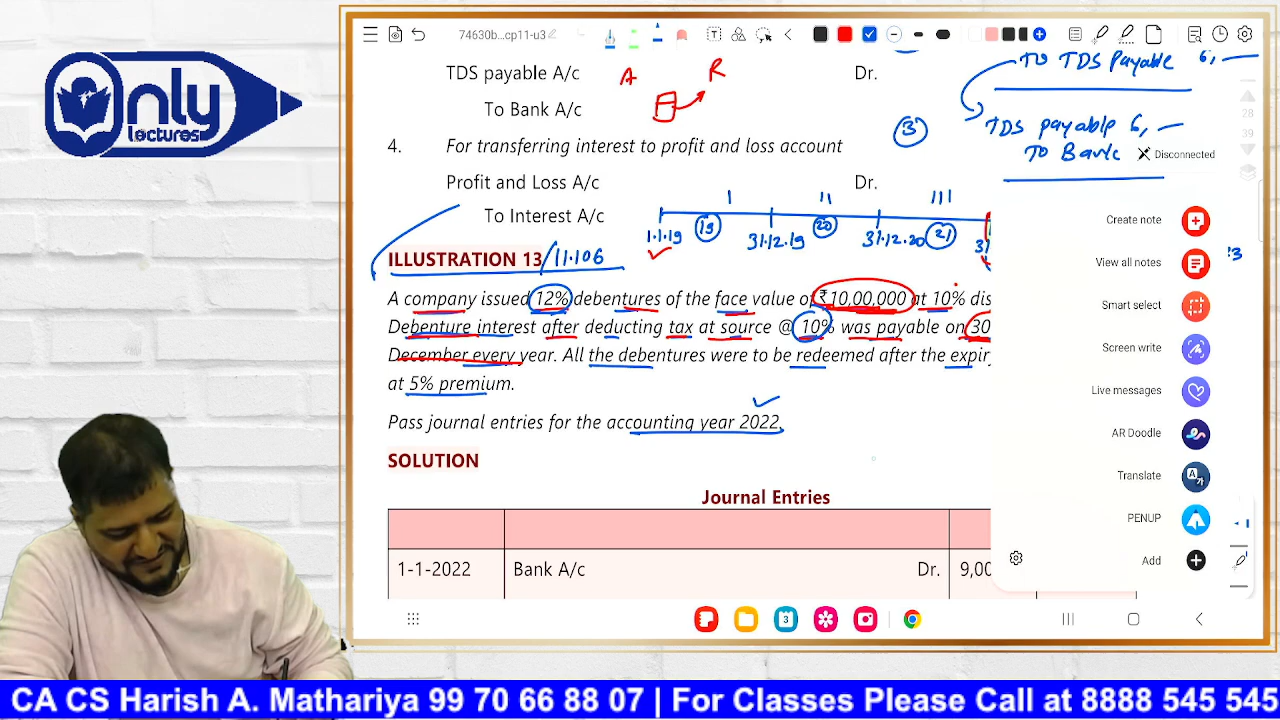 Only
Lectures
74630b...cp11-u3
TDS payable A/c Dr.
A R
To Bank A/c
TO TDS Payable 6,—
TDS payable 6,—
TO Bank
Disconnected
28
39
4. For transferring interest to profit and loss account
3
Profit and Loss A/c Dr.
To Interest A/c
I II III
1.1.19 19 31.12.19 20 31.12.20 21 31
ILLUSTRATION 13 /11.106
A company issued 12% debentures of the face value of ₹10,00,000 at 10% dis
Debenture interest after deducting tax at source @ 10% was payable on 30
December every year. All the debentures were to be redeemed after the expir
at 5% premium.
Pass journal entries for the accounting year 2022.
SOLUTION
Journal Entries
1-1-2022 Bank A/c Dr. 9,00
Create note
View all notes
Smart select
Screen write
Live messages
AR Doodle
Translate
PENUP
Add
CA CS Harish A. Mathariya 99 70 66 88 07 | For Classes Please Call at 8888 545 545